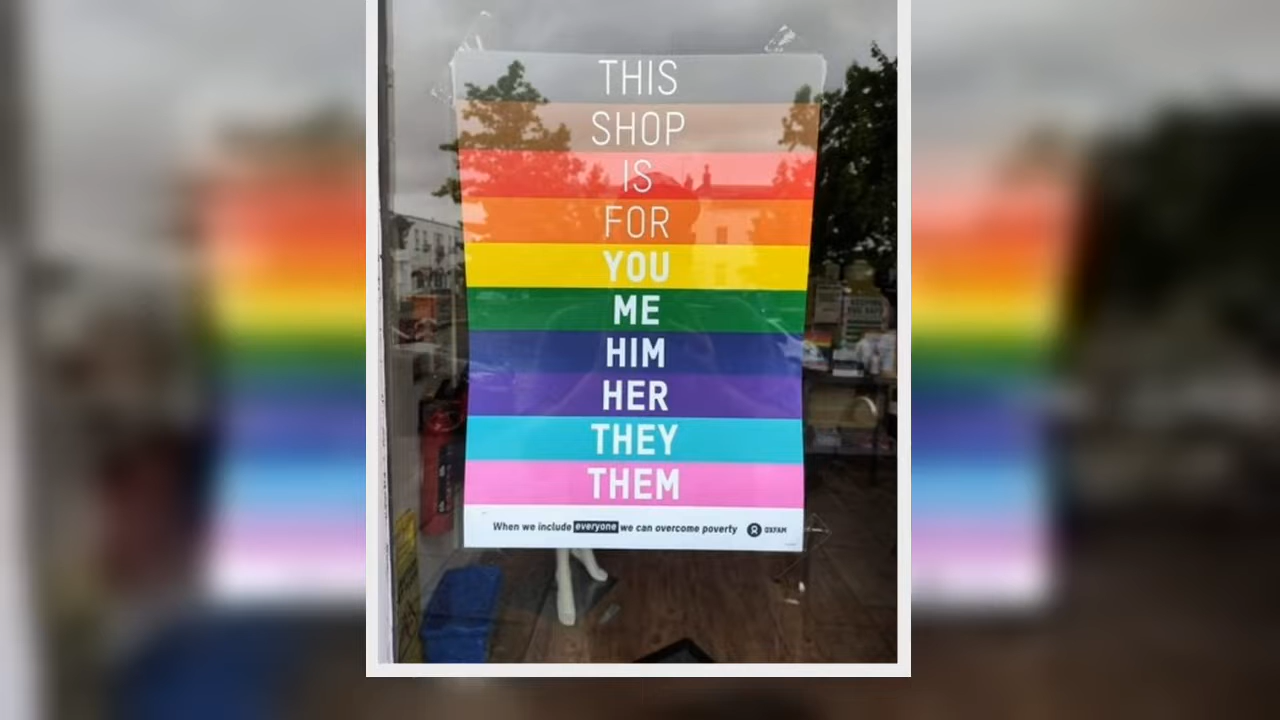 THIS
SHOP
IS
FOR
YOU
ME
HIM
HER
THEY
THEM
When we include everyone we can overcome poverty OXFAM